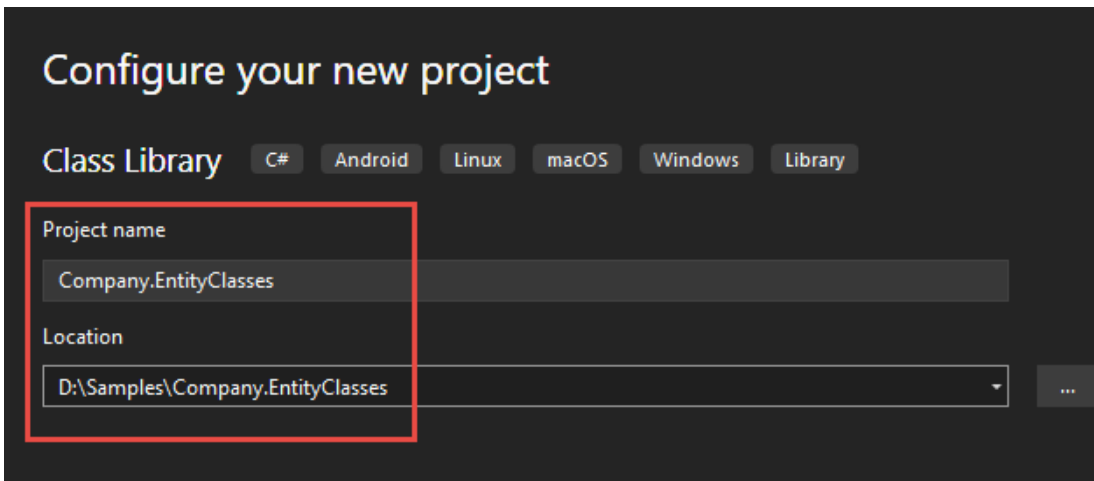 Configure your new project
Class Library C# Android Linux macOS Windows Library
Project name
Company.EntityClasses
Location
D:\Samples\Company.EntityClasses
...